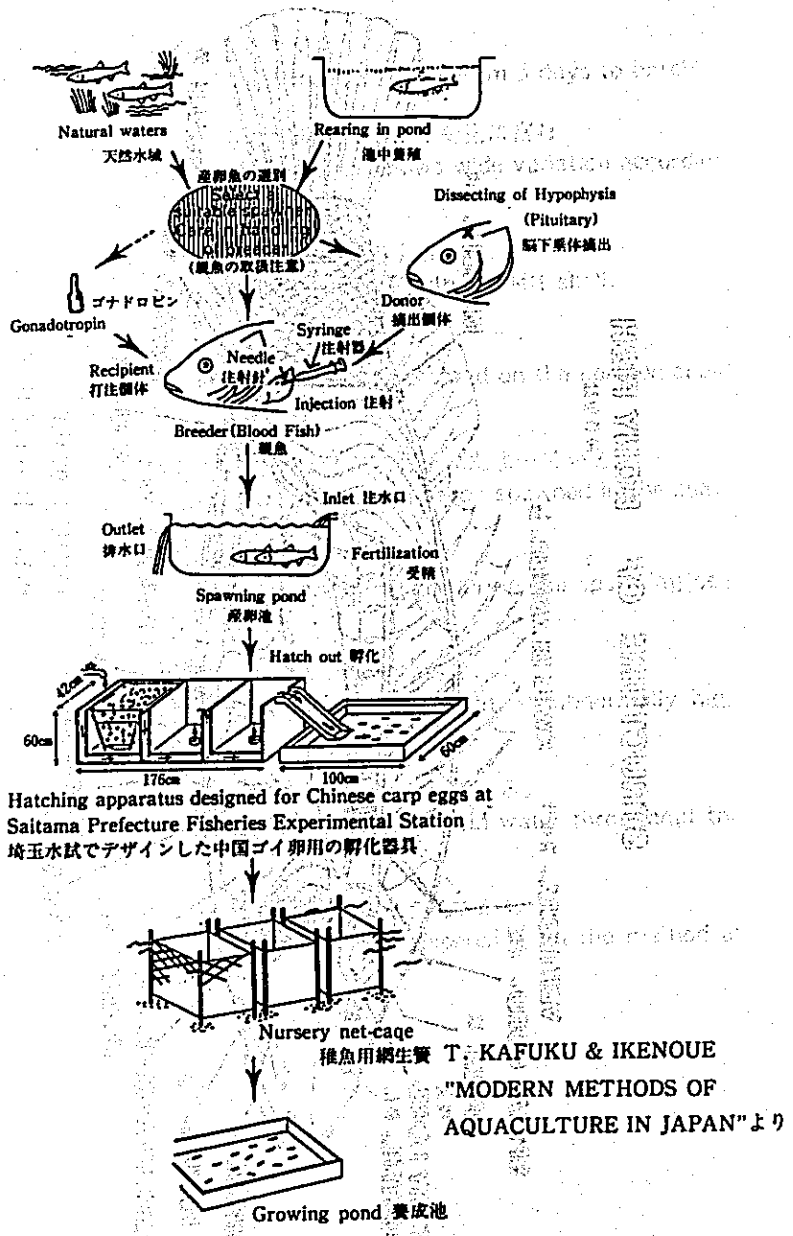 Natural waters
天然水域
Rearing in pond
池中養殖
産卵魚の選別
Select a
suitable spawner
Care in handling
of breeder
(親魚の取扱注意)
Dissecting of Hypophysis
(Pituitary)
脳下垂体摘出
ゴナドロピン
Gonadotropin
Donor
摘出個体
Syringe
注射器
Needle
注射針
Recipient
打注個体
Injection 注射
Breeder(Blood Fish)
親魚
Inlet 注水口
Outlet
排水口
Fertilization
受精
Spawning pond
産卵池
Hatch out 孵化
42cm
60cm
176cm
100cm
60cm
Hatching apparatus designed for Chinese carp eggs at
Saitama Prefecture Fisheries Experimental Station
埼玉水試でデザインした中国ゴイ卵用の孵化器具
Nursery net-caqe
稚魚用網生簀
T. KAFUKU & IKENOUE
"MODERN METHODS OF
AQUACULTURE IN JAPAN"より
Growing pond 養成池